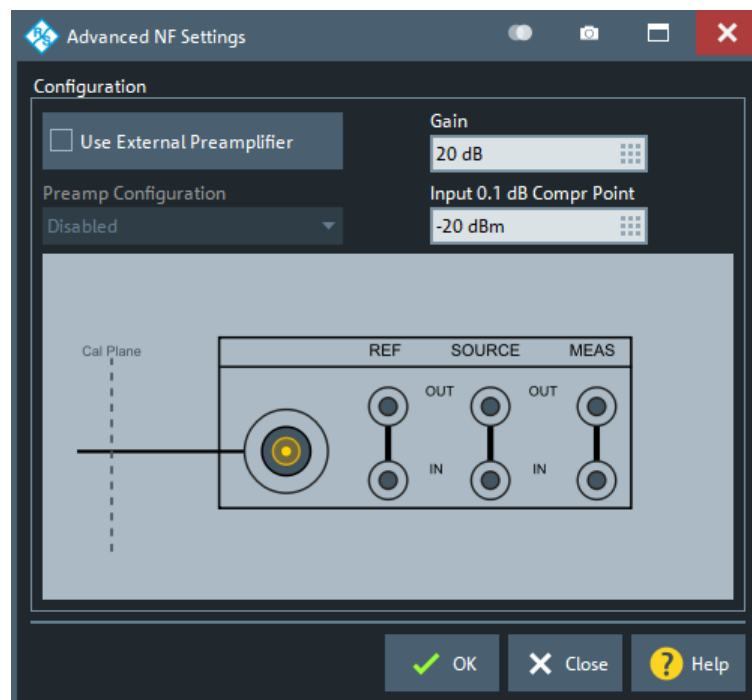 R&S Advanced NF Settings
Configuration
Use External Preamplifier
Gain
20 dB
Preamp Configuration
Disabled
Input 0.1 dB Compr Point
-20 dBm
Cal Plane
REF SOURCE MEAS
OUT OUT
IN IN
OK Close ? Help